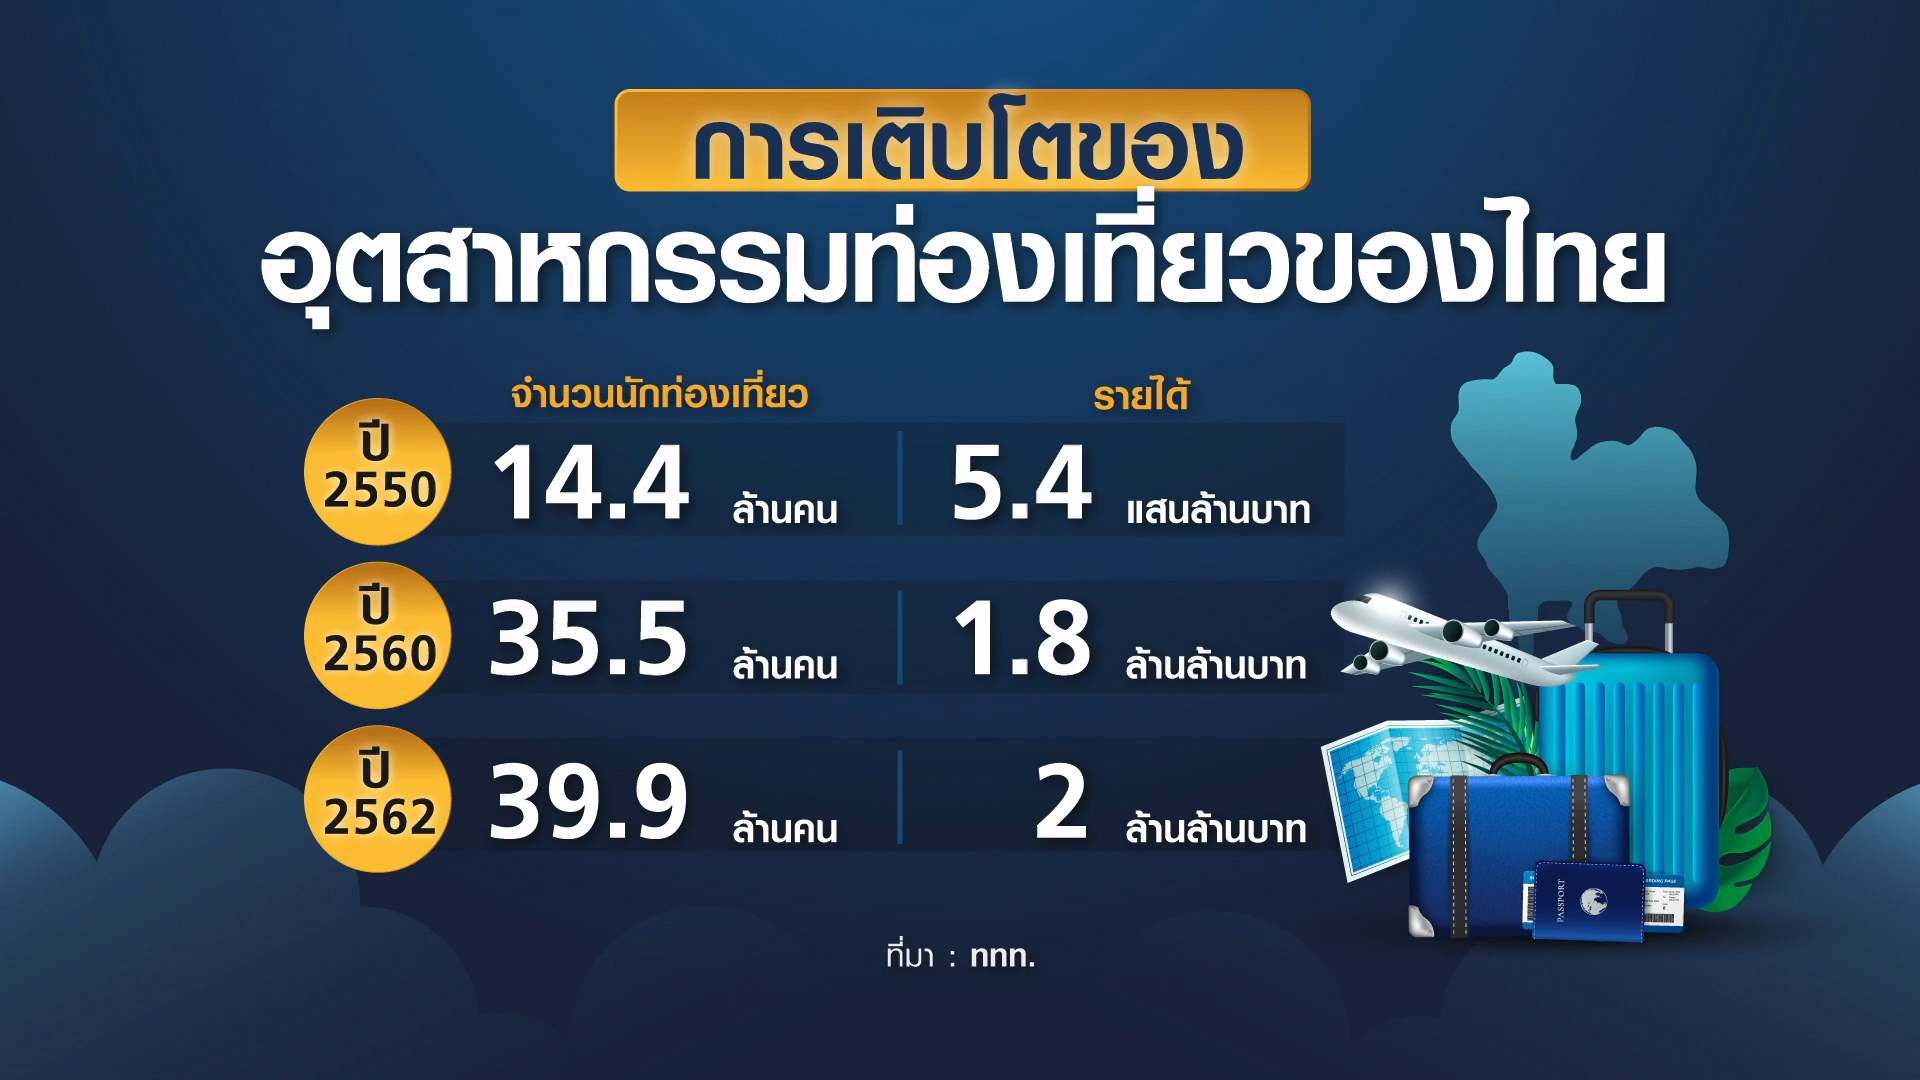 การเติบโตของ
อุตสาหกรรมท่องเที่ยวของไทย
จำนวนนักท่องเที่ยว รายได้
ปี 2550 14.4 ล้านคน 5.4 แสนล้านบาท
ปี 2560 35.5 ล้านคน 1.8 ล้านล้านบาท
ปี 2562 39.9 ล้านคน 2 ล้านล้านบาท
PASSPORT
ที่มา : ททท.